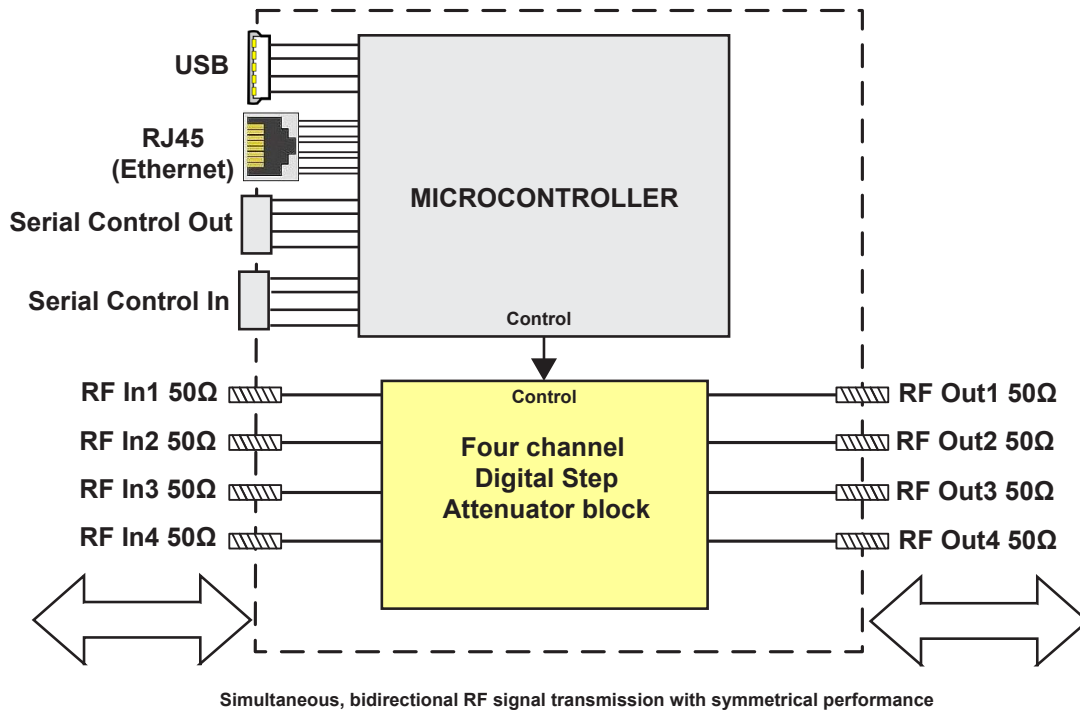 USB
RJ45
(Ethernet)
Serial Control Out
Serial Control In
MICROCONTROLLER
Control
RF In1 50Ω
RF In2 50Ω
RF In3 50Ω
RF In4 50Ω
Control
Four channel
Digital Step
Attenuator block
RF Out1 50Ω
RF Out2 50Ω
RF Out3 50Ω
RF Out4 50Ω
Simultaneous, bidirectional RF signal transmission with symmetrical performance